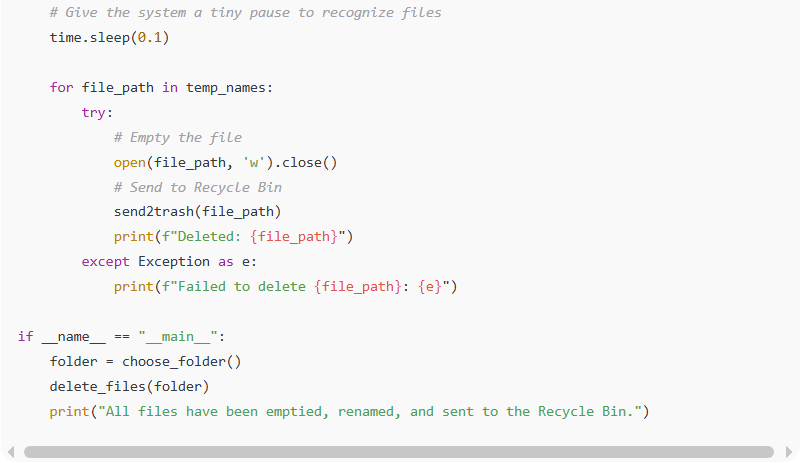 # Give the system a tiny pause to recognize files
time.sleep(0.1)
for file_path in temp_names:
try:
# Empty the file
open(file_path, 'w').close()
# Send to Recycle Bin
send2trash(file_path)
print(f"Deleted: {file_path}")
except Exception as e:
print(f"Failed to delete {file_path}: {e}")
if __name__ == "__main__":
folder = choose_folder()
delete_files(folder)
print("All files have been emptied, renamed, and sent to the Recycle Bin.")